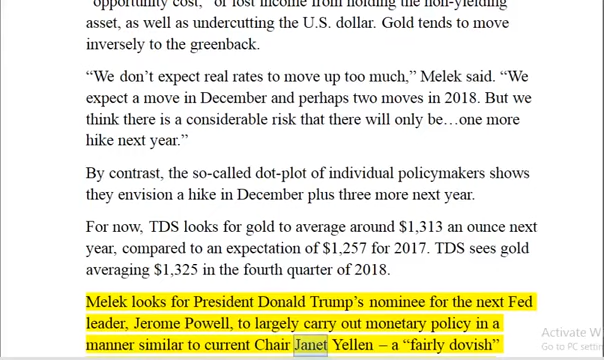 "opportunity cost," or lost income from holding the non-yielding
asset, as well as undercutting the U.S. dollar. Gold tends to move
inversely to the greenback.
“We don’t expect real rates to move up too much,” Melek said. “We
expect a move in December and perhaps two moves in 2018. But we
think there is a considerable risk that there will only be…one more
hike next year.”
By contrast, the so-called dot-plot of individual policymakers shows
they envision a hike in December plus three more next year.
For now, TDS looks for gold to average around $1,313 an ounce next
year, compared to an expectation of $1,257 for 2017. TDS sees gold
averaging $1,325 in the fourth quarter of 2018.
Melek looks for President Donald Trump’s nominee for the next Fed
leader, Jerome Powell, to largely carry out monetary policy in a
manner similar to current Chair Janet Yellen – a “fairly dovish”
Activate W
Go to PC settin